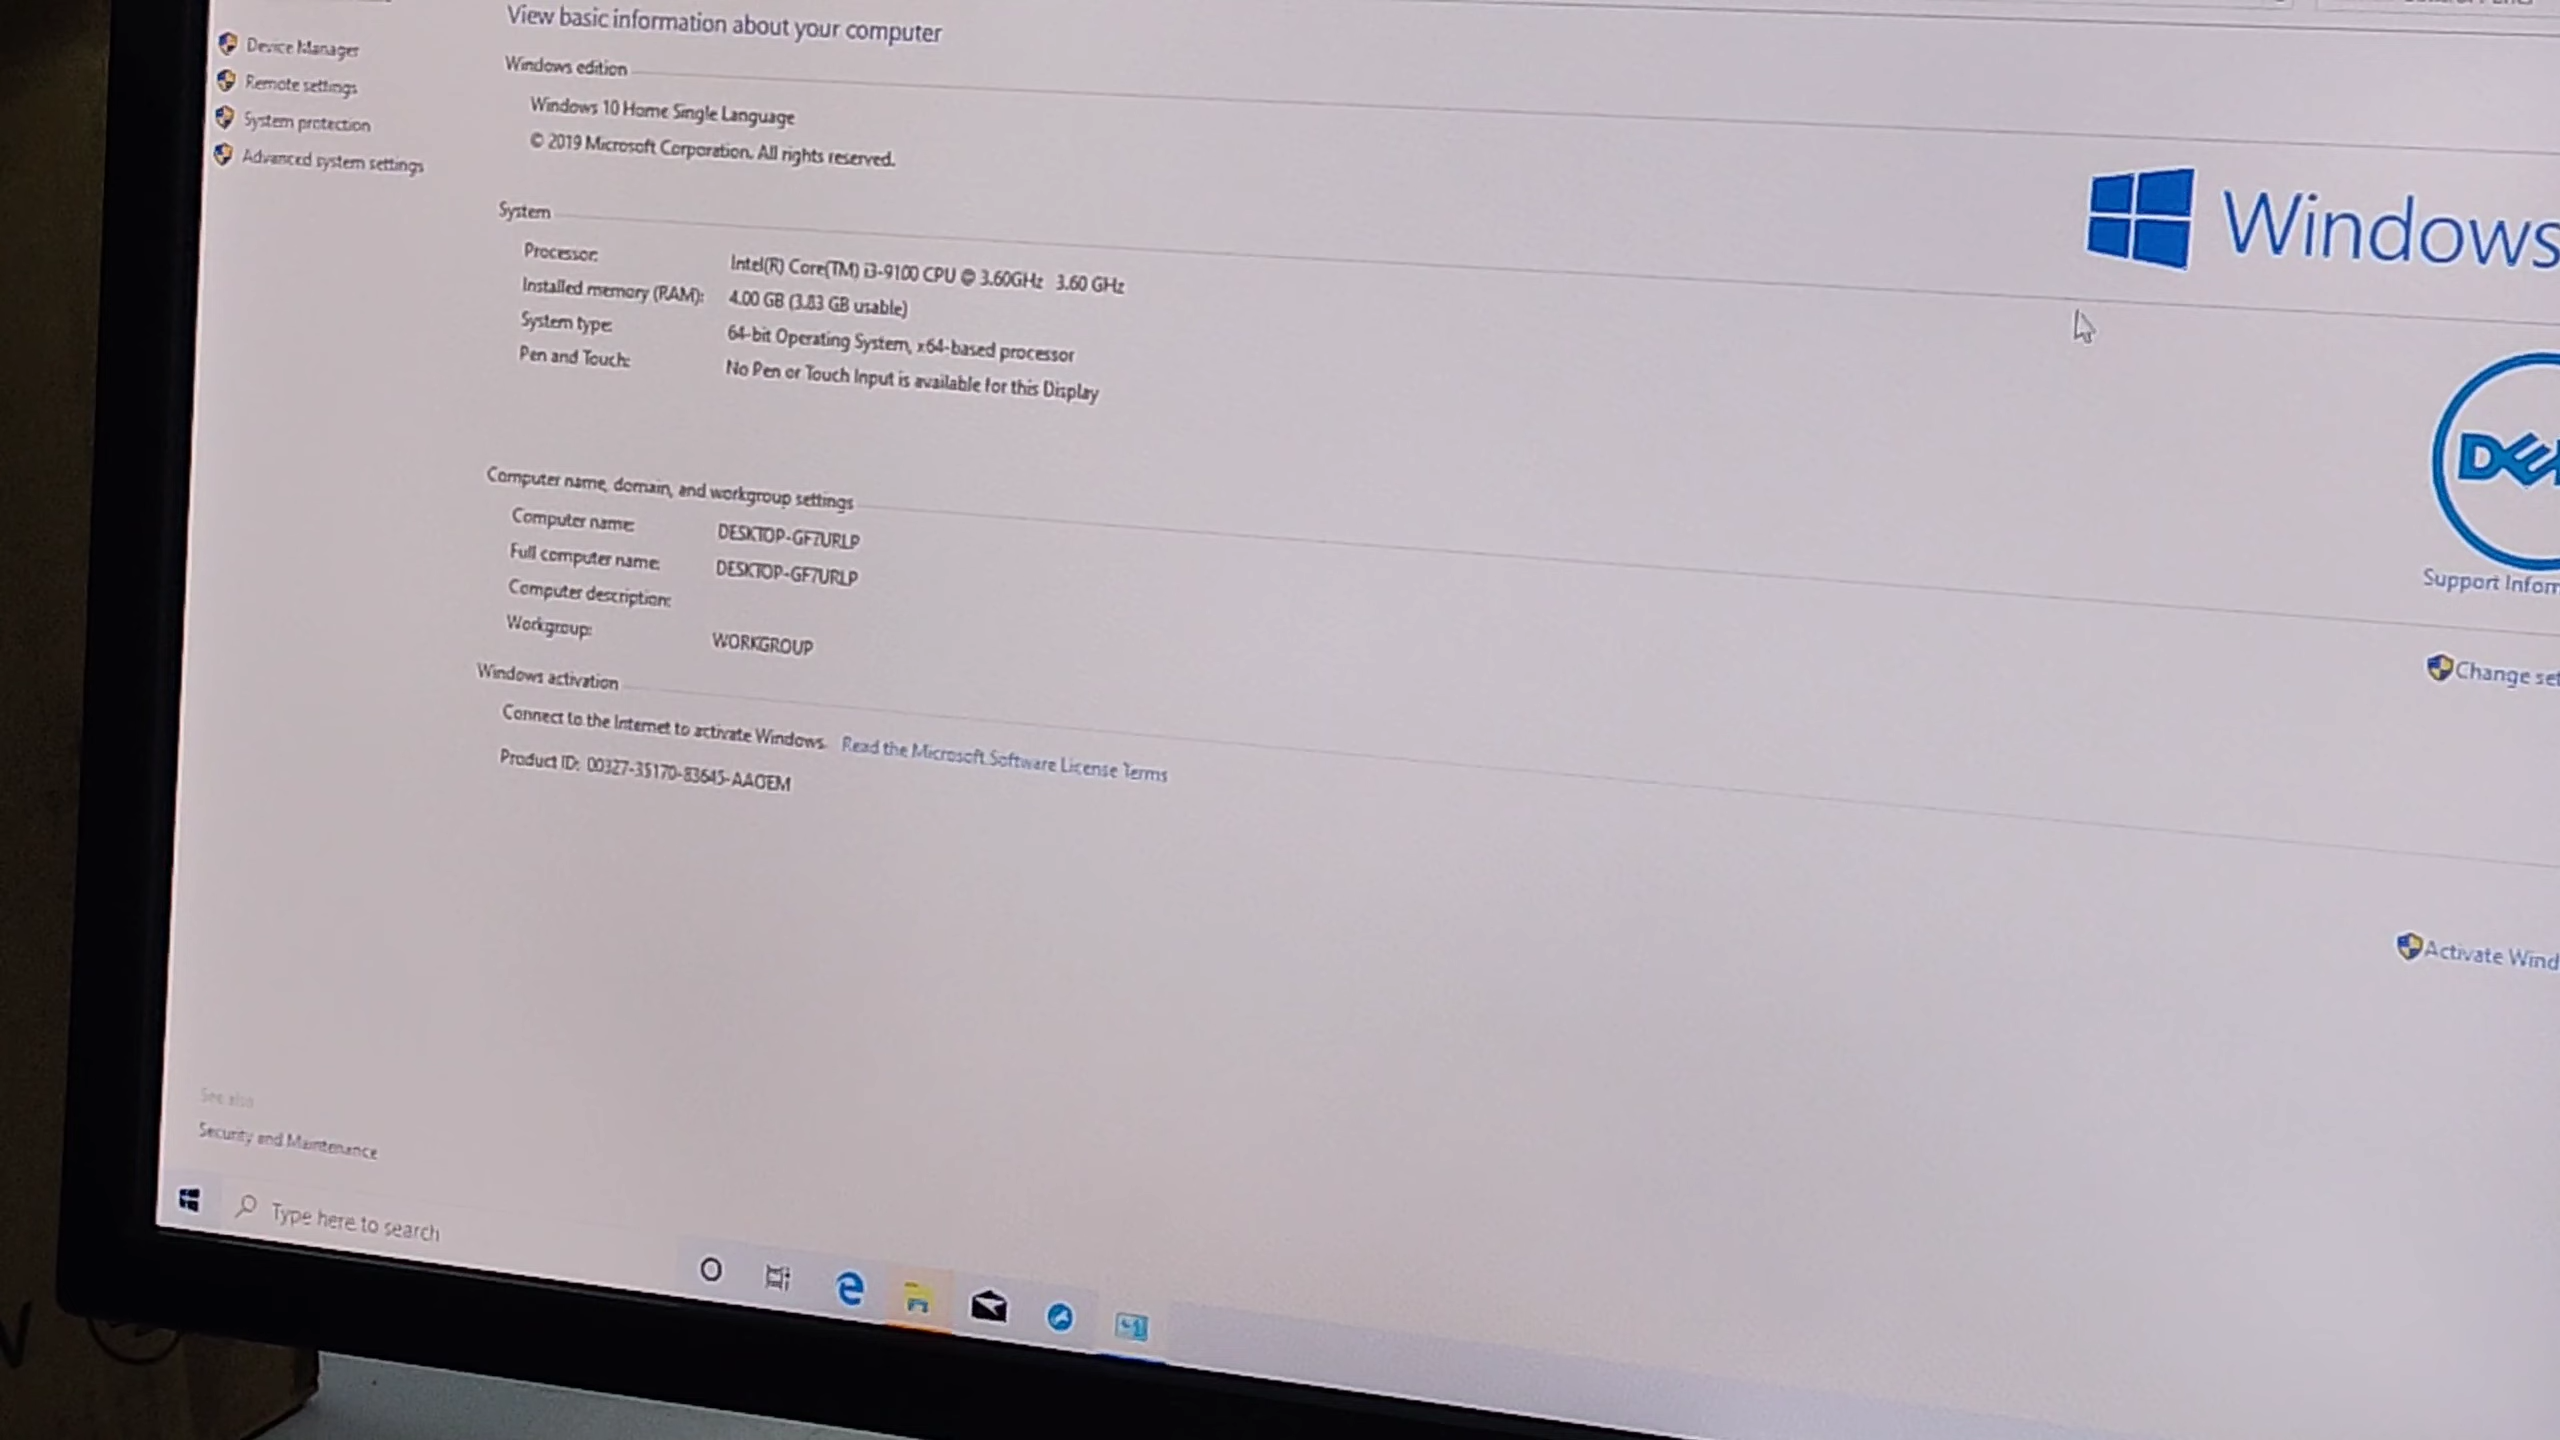 View basic information about your computer
Device Manager
Remote settings
System protection
Advanced system settings
Windows edition
Windows 10 Home Single Language
© 2019 Microsoft Corporation. All rights reserved.
Windows
System
Processor: Intel(R) Core(TM) i3-9100 CPU @ 3.60GHz 3.60 GHz
Installed memory (RAM): 4.00 GB (3.83 GB usable)
System type: 64-bit Operating System, x64-based processor
Pen and Touch: No Pen or Touch Input is available for this Display
Support
Computer name, domain, and workgroup settings
Computer name: DESKTOP-GF7URLP
Full computer name: DESKTOP-GF7URLP
Computer description:
Workgroup: WORKGROUP
Change
Windows activation
Connect to the Internet to activate Windows. Read the Microsoft Software License Terms
Product ID: 00327-35170-83645-AAOEM
Activate
See also
Security and Maintenance
Type here to search